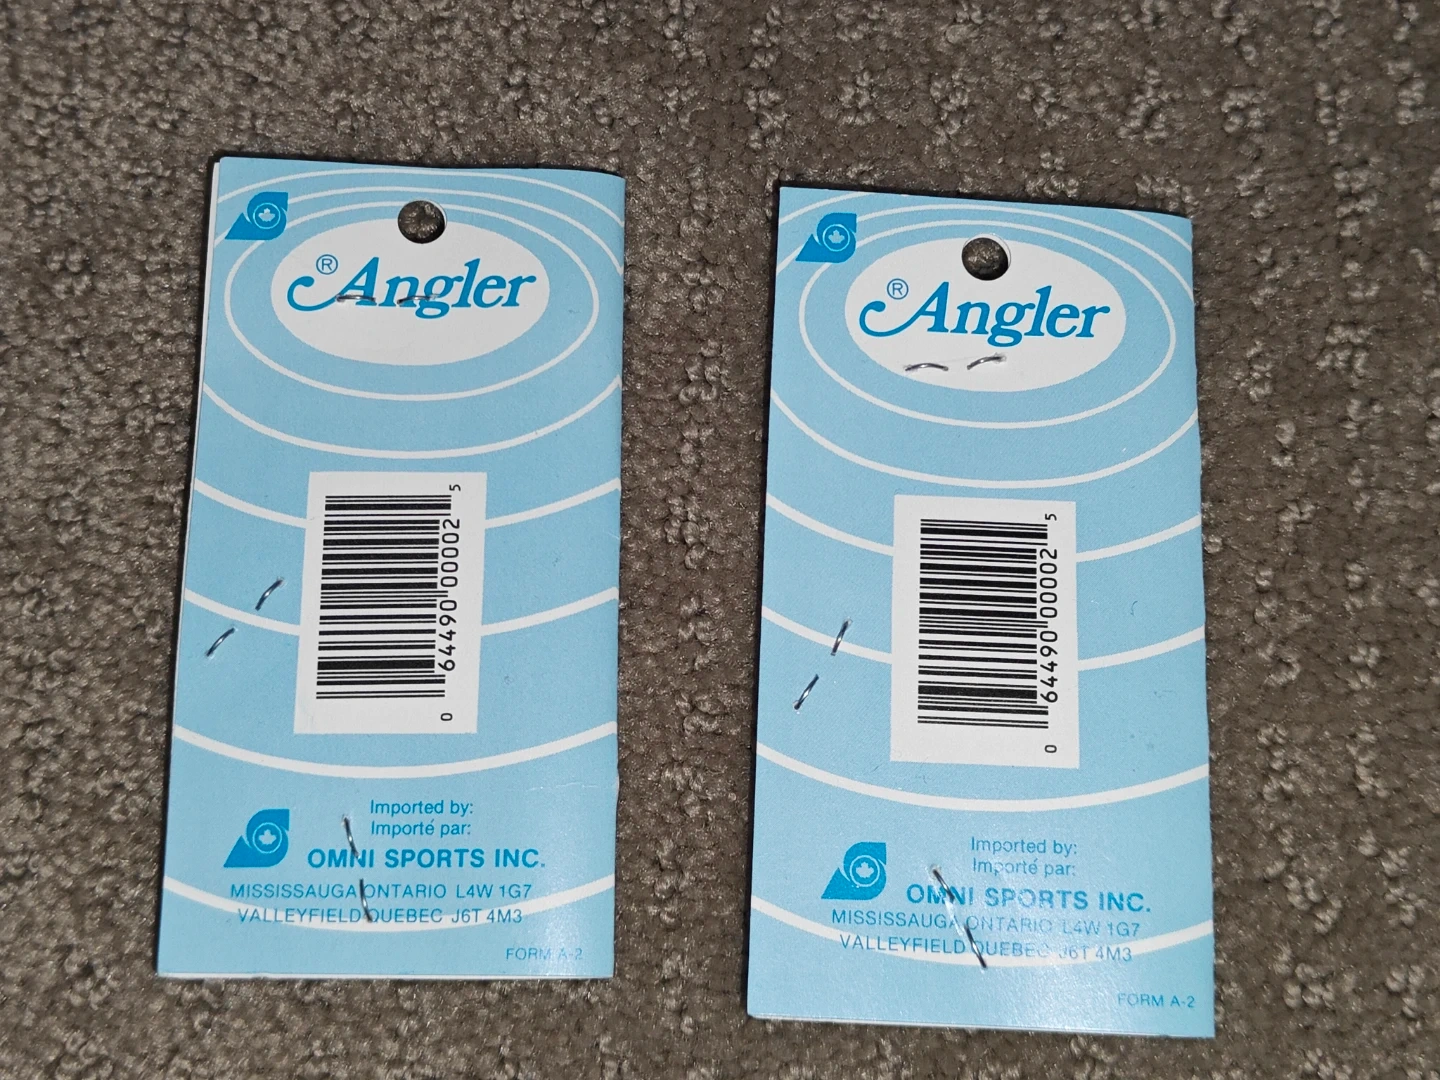 ® Angler
0 64490 00002 5
Imported by:
Importé par:
OMNI SPORTS INC.
MISSISSAUGA ONTARIO L4W 1G7
VALLEYFIELD QUEBEC J6T 4M3
FORM A-2
® Angler
0 64490 00002 5
Imported by:
Importé par:
OMNI SPORTS INC.
MISSISSAUGA ONTARIO L4W 1G7
VALLEYFIELD QUEBEC J6T 4M3
FORM A-2